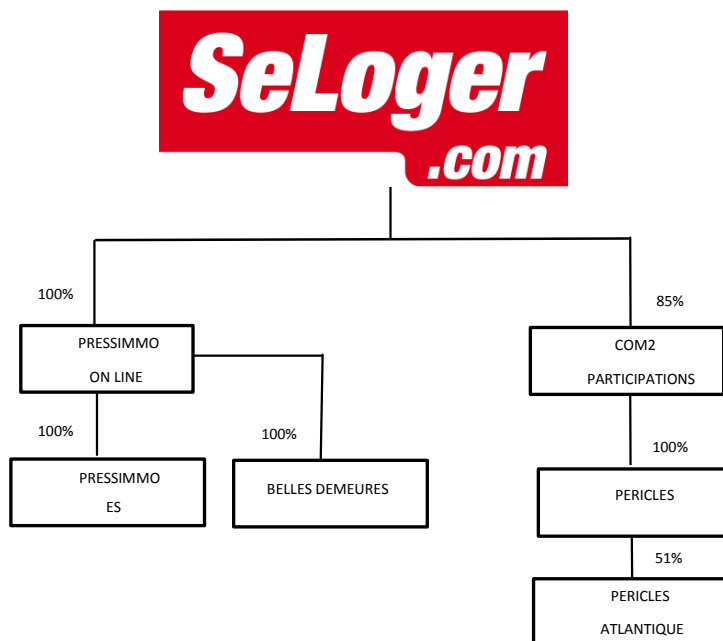 SeLoger
.com
100%
85%
PRESSIMMO
ON LINE
COM2
PARTICIPATIONS
100%
100%
100%
PRESSIMMO
ES
BELLES DEMEURES
PERICLES
51%
PERICLES
ATLANTIQUE